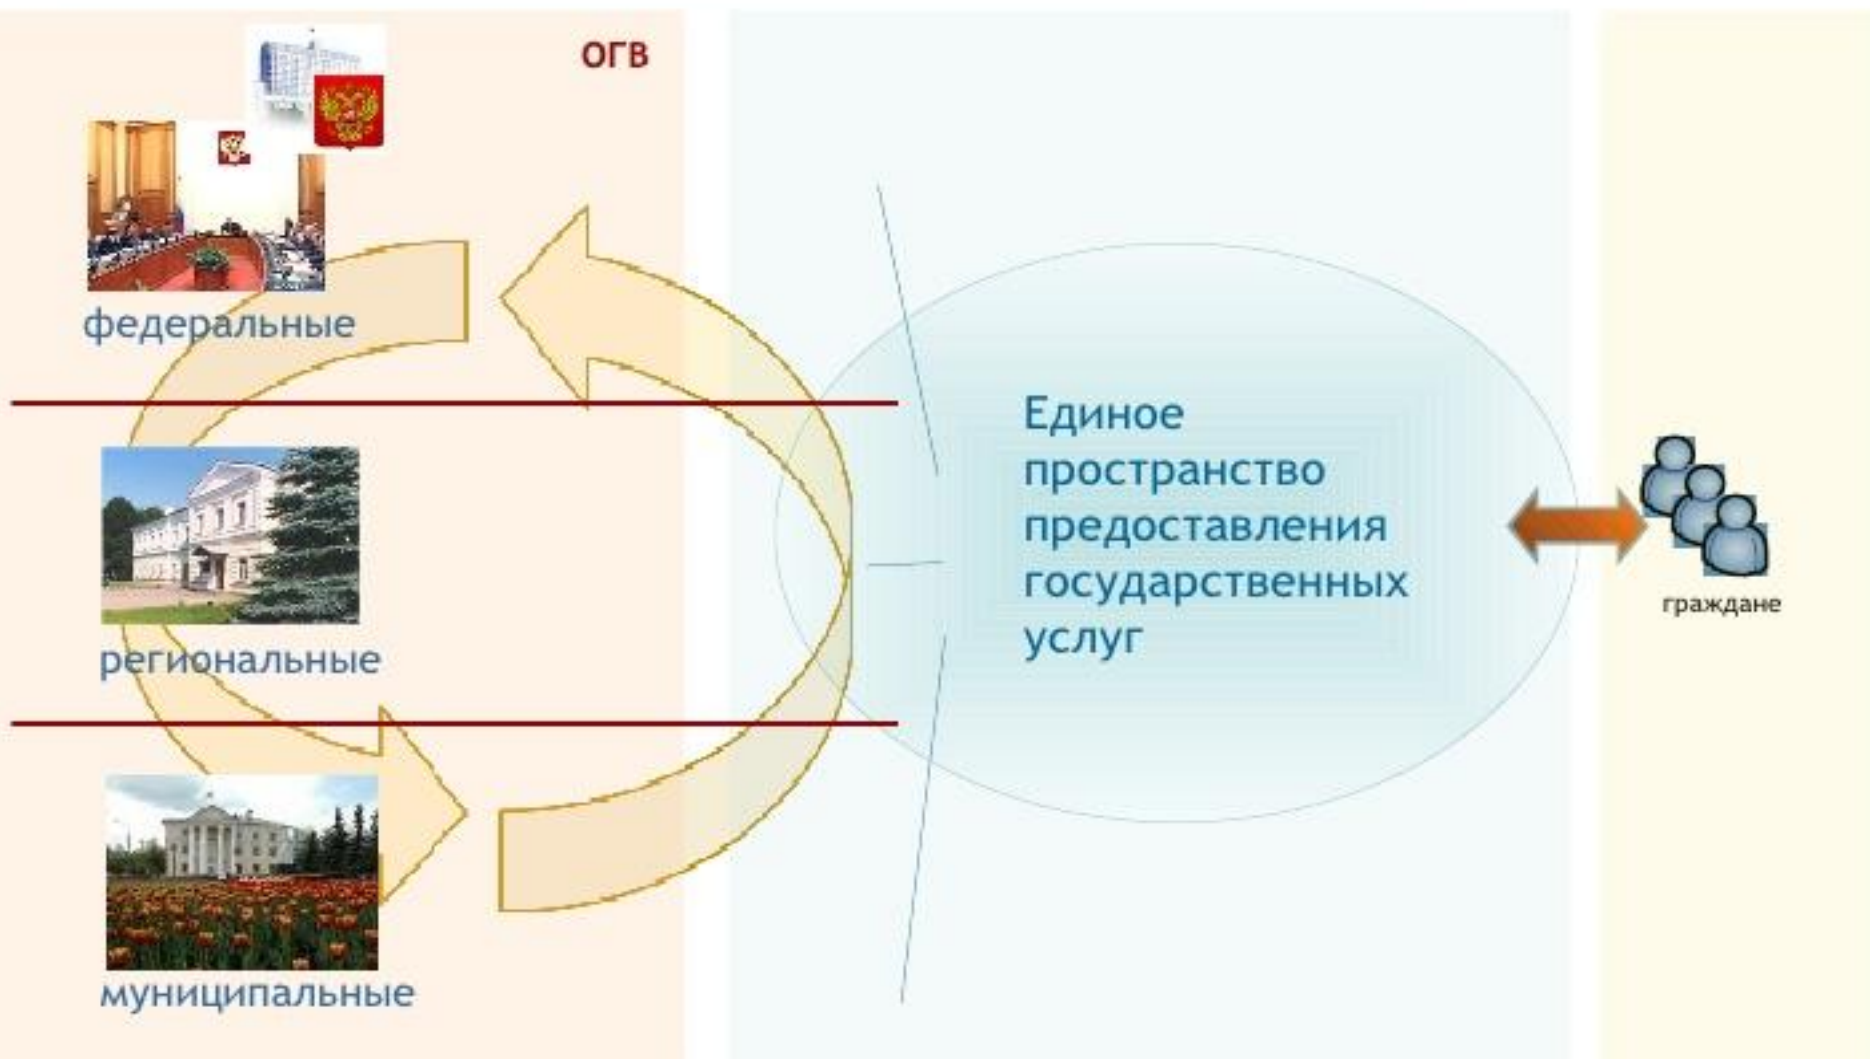 ОГВ
федеральные
региональные
муниципальные
Единое
пространство
предоставления
государственных
услуг
граждане